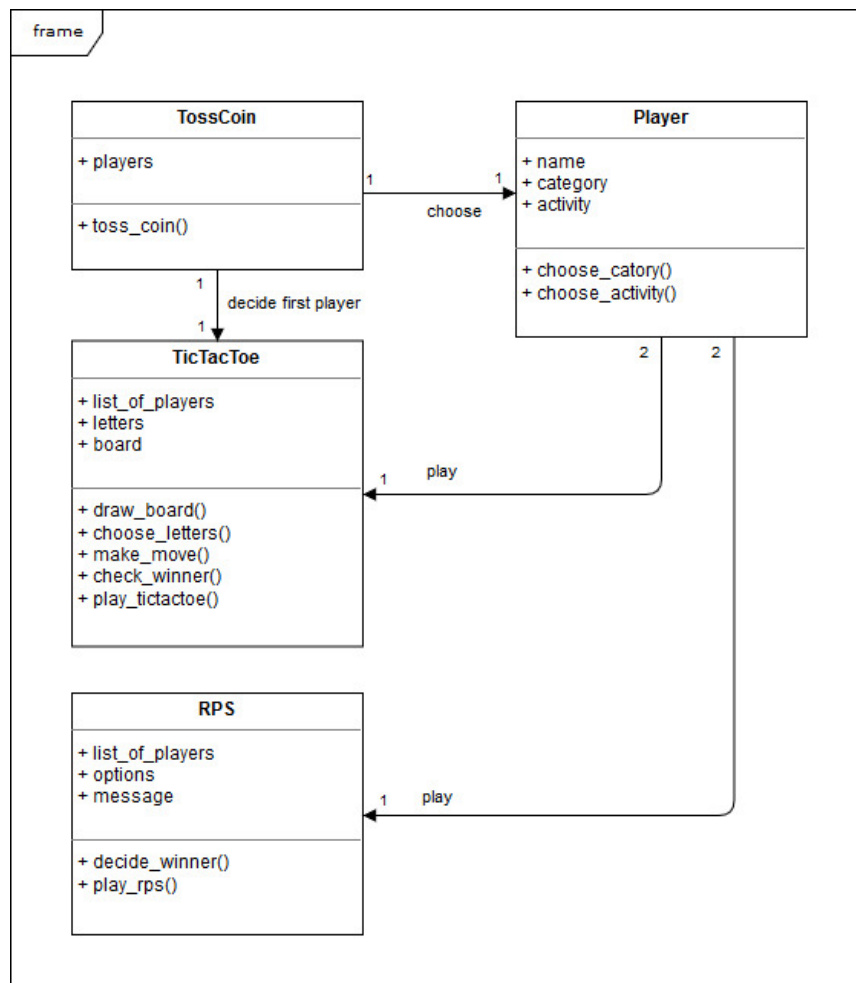 frame
TossCoin
+ players
+ toss_coin()
1
1
choose
Player
+ name
+ category
+ activity
+ choose_catory()
+ choose_activity()
1
decide first player
1
TicTacToe
+ list_of_players
+ letters
+ board
+ draw_board()
+ choose_letters()
+ make_move()
+ check_winner()
+ play_tictactoe()
2
2
1
play
RPS
+ list_of_players
+ options
+ message
+ decide_winner()
+ play_rps()
1
play